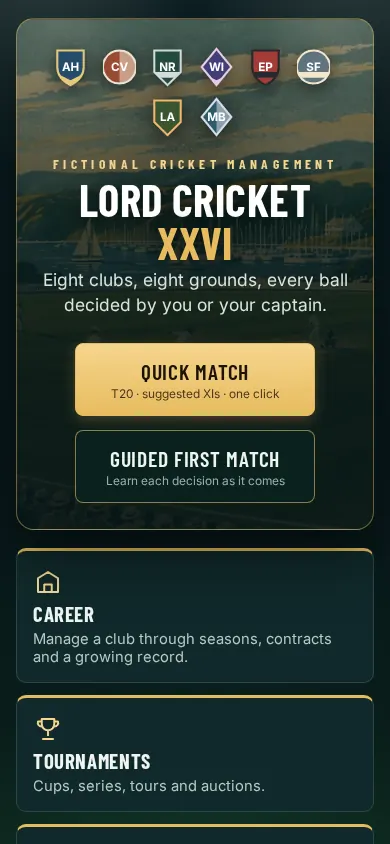 AH CV NR WI EP SF
LA MB
FICTIONAL CRICKET MANAGEMENT
LORD CRICKET
XXVI
Eight clubs, eight grounds, every ball
decided by you or your captain.
QUICK MATCH
T20 · suggested XIs · one click
GUIDED FIRST MATCH
Learn each decision as it comes
CAREER
Manage a club through seasons, contracts
and a growing record.
TOURNAMENTS
Cups, series, tours and auctions.